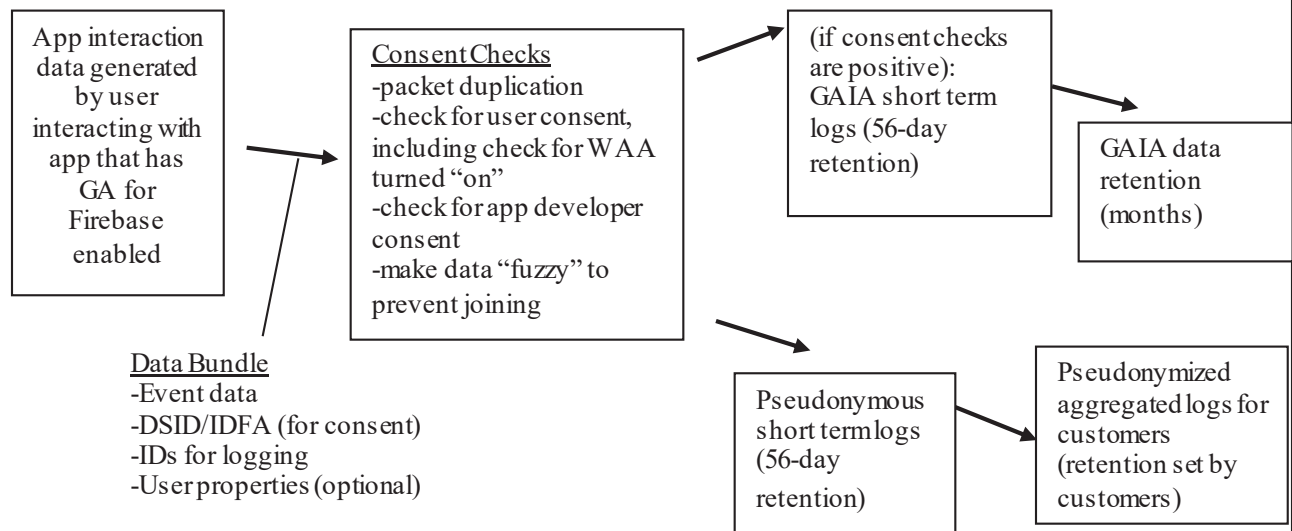 App interaction
data generated
by user
interacting with
app that has
GA for
Firebase
enabled
Data Bundle
-Event data
-DSID/IDFA (for consent)
-IDs for logging
-User properties (optional)
Consent Checks
-packet duplication
-check for user consent,
including check for WAA
turned “on”
-check for app developer
consent
-make data “fuzzy” to
prevent joining
(if consent checks
are positive):
GAIA short term
logs (56-day
retention)
GAIA data
retention
(months)
Pseudonymous
short term logs
(56-day
retention)
Pseudonymized
aggregated logs for
customers
(retention set by
customers)